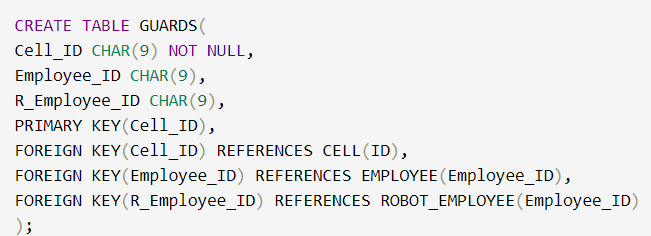 CREATE TABLE GUARDS(
Cell_ID CHAR(9) NOT NULL,
Employee_ID CHAR(9),
R_Employee_ID CHAR(9),
PRIMARY KEY(Cell_ID),
FOREIGN KEY(Cell_ID) REFERENCES CELL(ID),
FOREIGN KEY(Employee_ID) REFERENCES EMPLOYEE(Employee_ID),
FOREIGN KEY(R_Employee_ID) REFERENCES ROBOT_EMPLOYEE(Employee_ID)
);